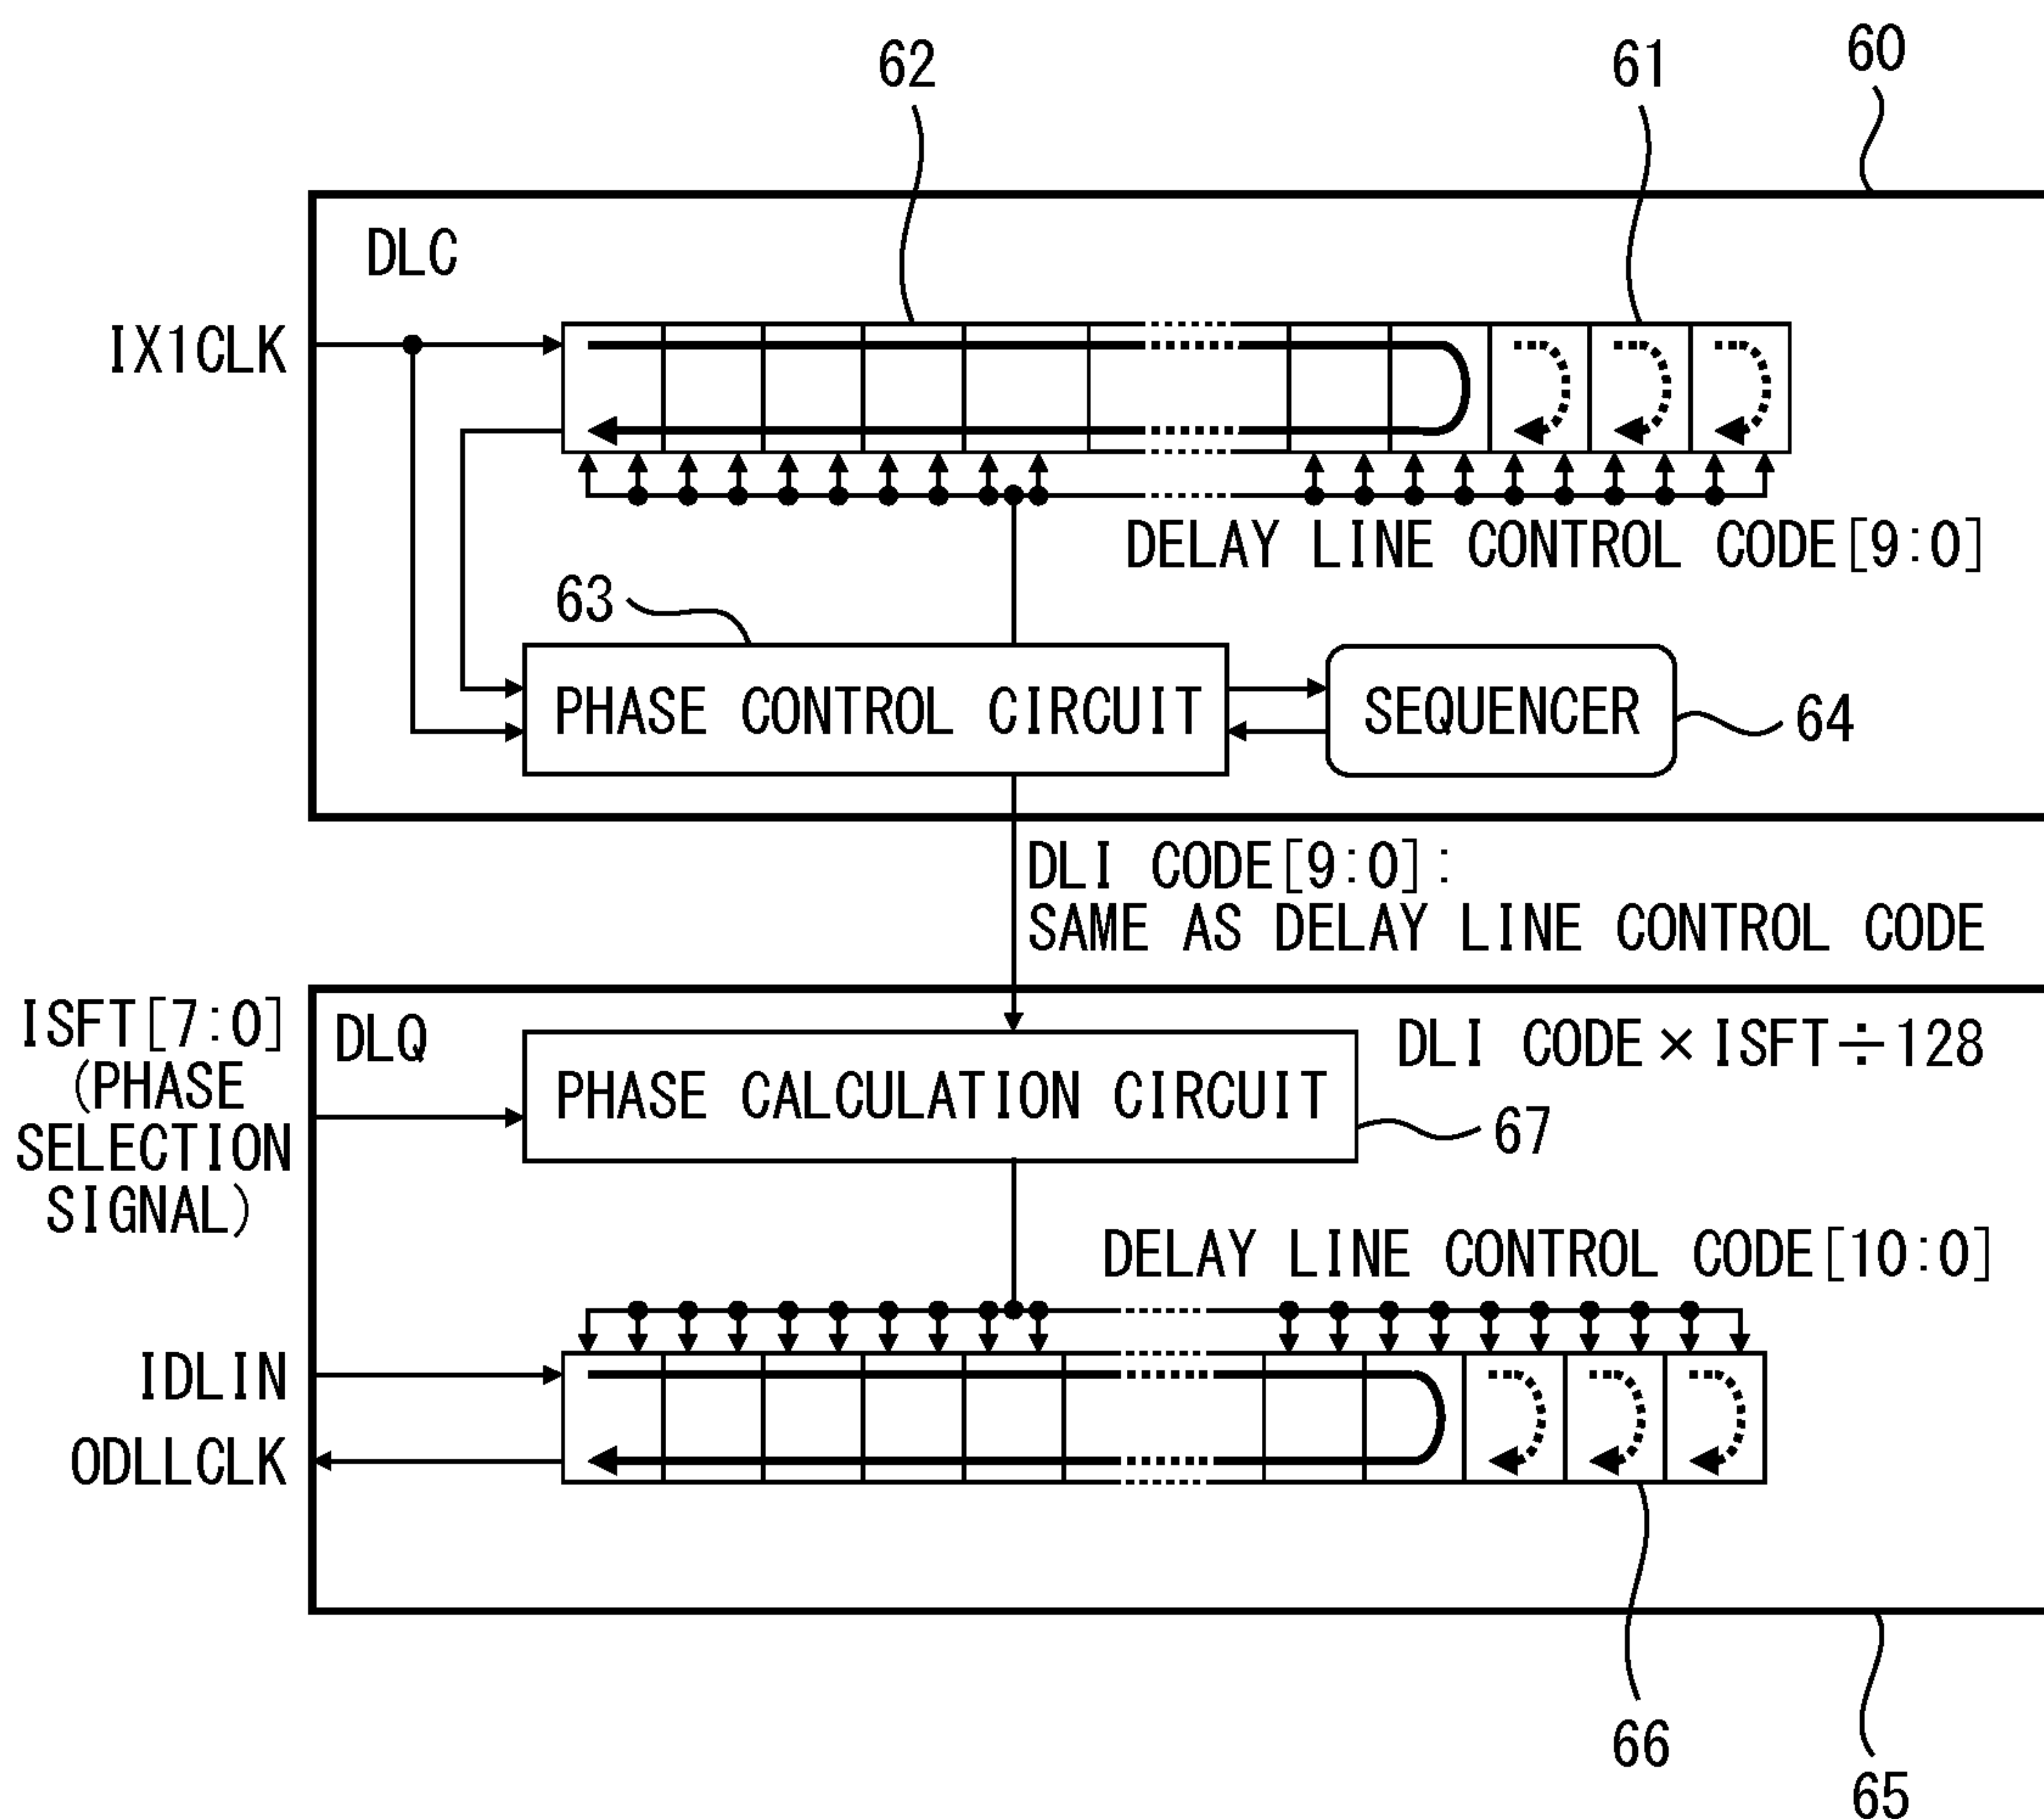 62
61
60
DLC
IX1CLK
DELAY LINE CONTROL CODE[9:0]
63
PHASE CONTROL CIRCUIT
SEQUENCER
64
DLI CODE[9:0]:
SAME AS DELAY LINE CONTROL CODE
ISFT[7:0]
(PHASE
SELECTION
SIGNAL)
DLQ
DLI CODE×ISFT÷128
PHASE CALCULATION CIRCUIT
67
DELAY LINE CONTROL CODE[10:0]
IDLIN
ODLLCLK
66
65